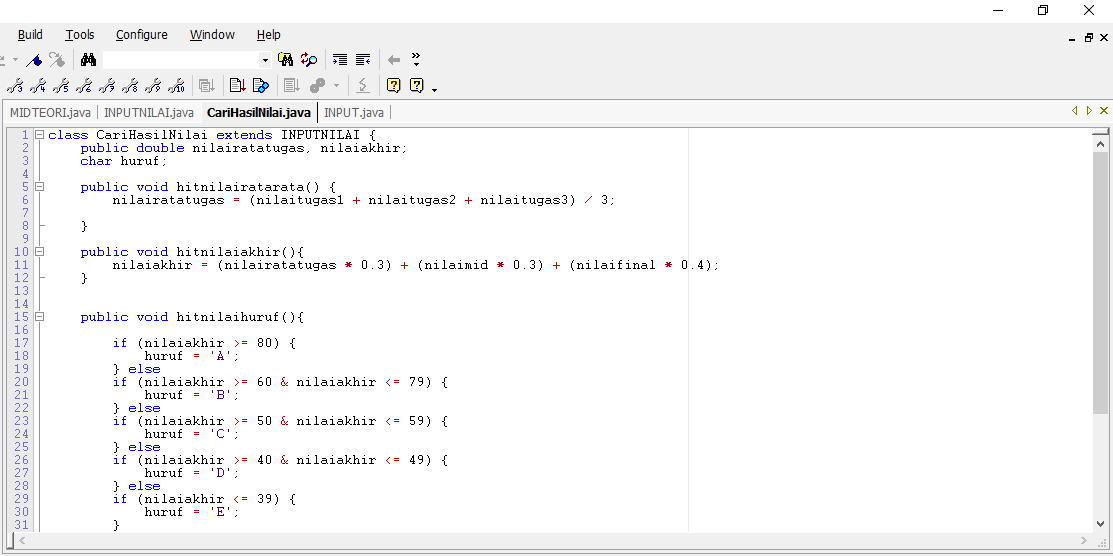 Build Tools Configure Window Help
MIDTEORI.java INPUTNILAI.java CariHasilNilai.java INPUT.java
1 class CariHasilNilai extends INPUTNILAI {
2 public double nilairatatugas, nilaiakhir;
3 char huruf;
4
5 public void hitnilairatarata() {
6 nilairatatugas = (nilaitugas1 + nilaitugas2 + nilaitugas3) / 3;
7
8 }
9
10 public void hitnilaiakhir(){
11 nilaiakhir = (nilairatatugas * 0.3) + (nilaimid * 0.3) + (nilaifinal * 0.4);
12 }
13
14
15 public void hitnilaihuruf(){
16
17 if (nilaiakhir >= 80) {
18 huruf = 'A';
19 } else
20 if (nilaiakhir >= 60 & nilaiakhir <= 79) {
21 huruf = 'B';
22 } else
23 if (nilaiakhir >= 50 & nilaiakhir <= 59) {
24 huruf = 'C';
25 } else
26 if (nilaiakhir >= 40 & nilaiakhir <= 49) {
27 huruf = 'D';
28 } else
29 if (nilaiakhir <= 39) {
30 huruf = 'E';
31 }